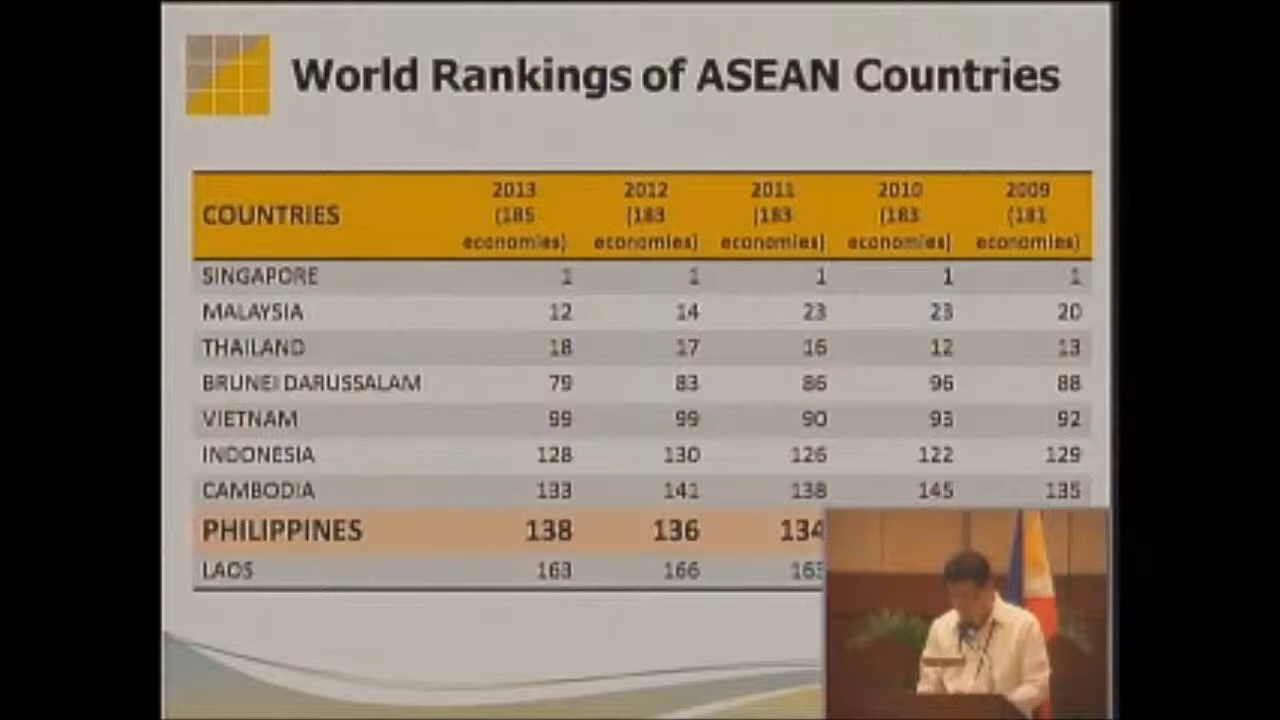 World Rankings of ASEAN Countries
COUNTRIES 2013 (185 economies) 2012 (183 economies) 2011 (183 economies) 2010 (183 economies) 2009 (181 economies)
SINGAPORE 1 1 1 1 1
MALAYSIA 12 14 23 23 20
THAILAND 18 17 16 12 13
BRUNEI DARUSSALAM 79 83 86 96 88
VIETNAM 99 99 90 93 92
INDONESIA 128 130 126 122 129
CAMBODIA 133 141 138 145 135
PHILIPPINES 138 136 134
LAOS 163 166 163